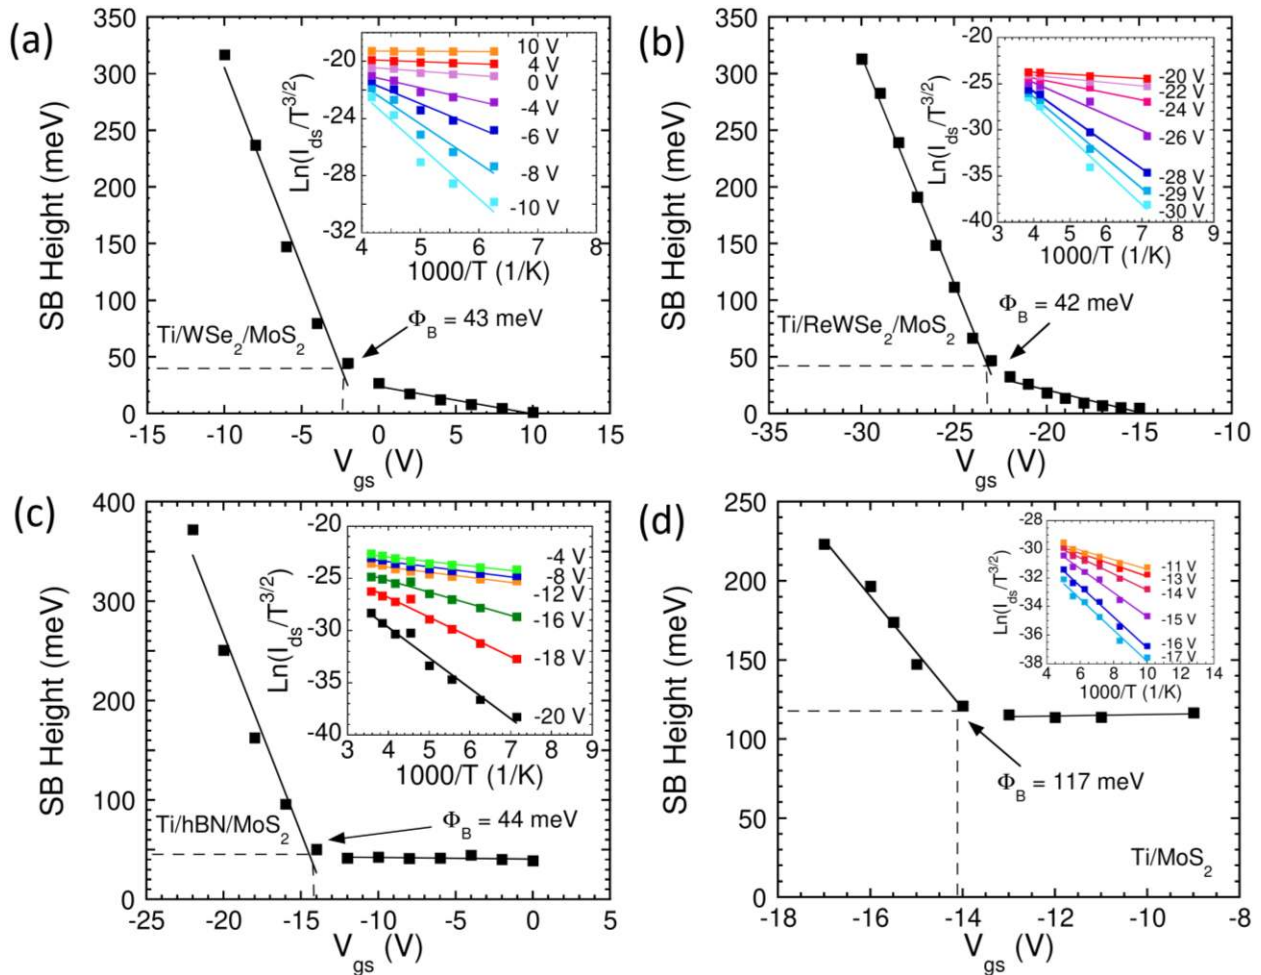 (a)
SB Height (meV)
350
300
250
200
150
100
50
0
-15 -10 -5 0 5 10 15
V_gs (V)
Ti/WSe₂/MoS₂
Φ_B = 43 meV
Ln(I_ds/T^3/2)
-20
-24
-28
-32
4 5 6 7 8
1000/T (1/K)
10 V
4 V
0 V
-4 V
-6 V
-8 V
-10 V
(b)
SB Height (meV)
350
300
250
200
150
100
50
0
-35 -30 -25 -20 -15 -10
V_gs (V)
Ti/ReWSe₂/MoS₂
Φ_B = 42 meV
Ln(I_ds/T^3/2)
-20
-25
-30
-35
-40
3 4 5 6 7 8 9
1000/T (1/K)
-20 V
-22 V
-24 V
-26 V
-28 V
-29 V
-30 V
(c)
SB Height (meV)
400
300
200
100
0
-25 -20 -15 -10 -5 0 5
V_gs (V)
Ti/hBN/MoS₂
Φ_B = 44 meV
Ln(I_ds/T^3/2)
-20
-25
-30
-35
-40
3 4 5 6 7 8 9
1000/T (1/K)
-4 V
-8 V
-12 V
-16 V
-18 V
-20 V
(d)
SB Height (meV)
250
200
150
100
50
0
-18 -16 -14 -12 -10 -8
V_gs (V)
Φ_B = 117 meV
Ti/MoS₂
Ln(I_ds/T^3/2)
-28
-30
-32
-34
-36
-38
4 6 8 10 12 14
1000/T (1/K)
-11 V
-13 V
-14 V
-15 V
-16 V
-17 V